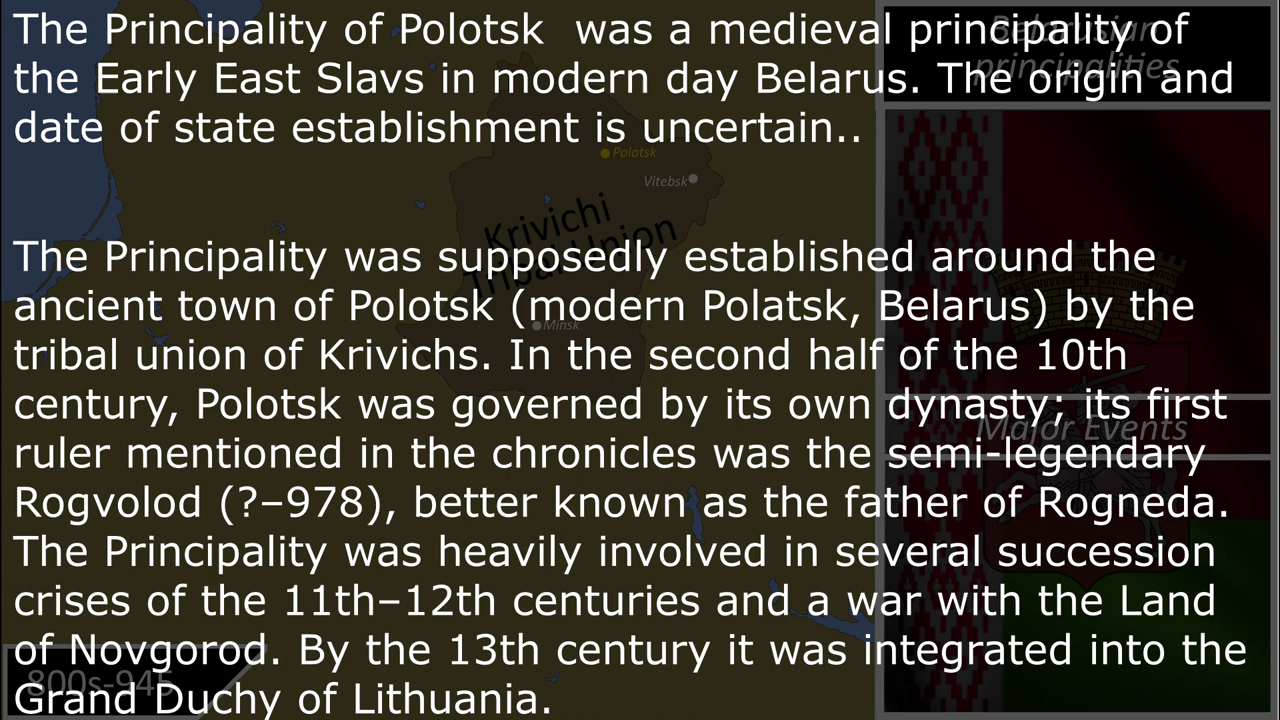 The Principality of Polotsk  was a medieval principality of
the Early East Slavs in modern day Belarus. The origin and
date of state establishment is uncertain..
The Principality was supposedly established around the
ancient town of Polotsk (modern Polatsk, Belarus) by the
tribal union of Krivichs. In the second half of the 10th
century, Polotsk was governed by its own dynasty; its first
ruler mentioned in the chronicles was the semi-legendary
Rogvolod (?–978), better known as the father of Rogneda.
The Principality was heavily involved in several succession
crises of the 11th–12th centuries and a war with the Land
of Novgorod. By the 13th century it was integrated into the
Grand Duchy of Lithuania.
Belarusian
principalities
Polotsk
Vitebsk
Krivichi
Tribal Union
Minsk
Major Events
800s-945